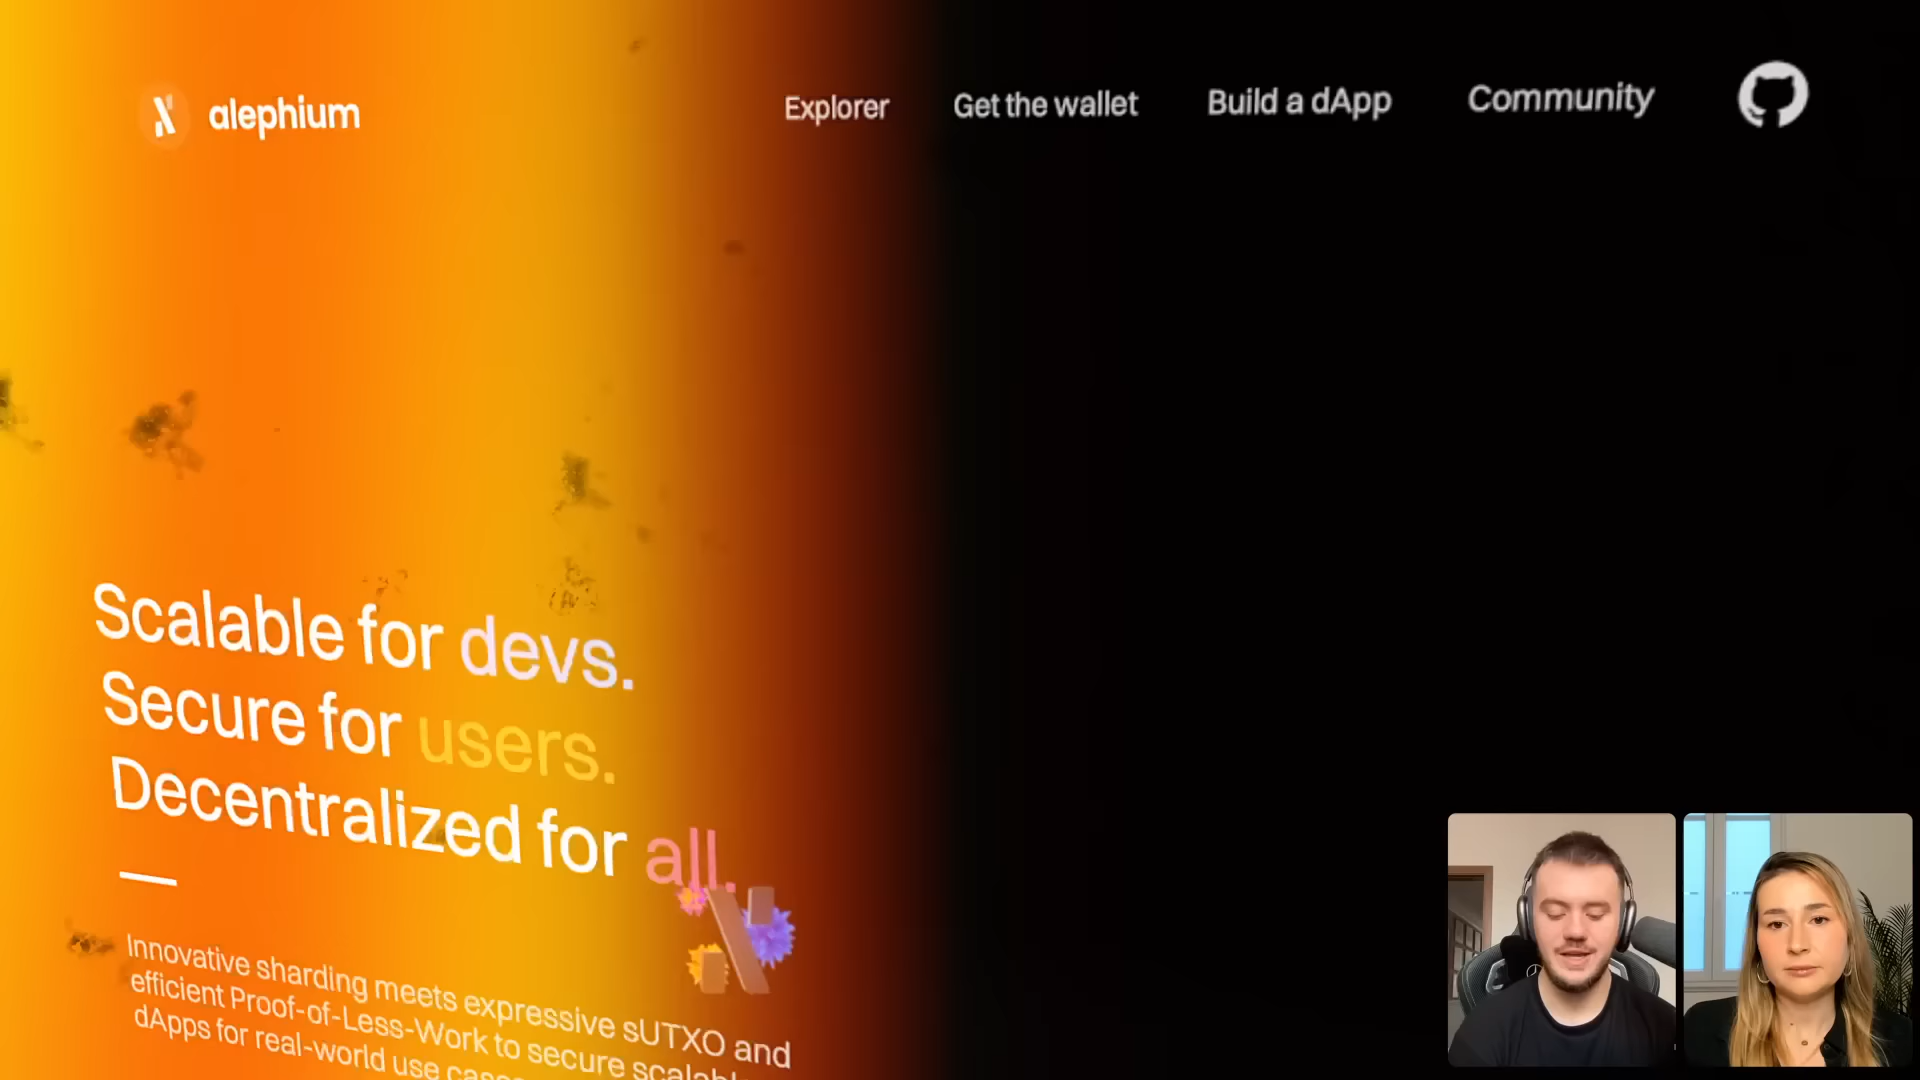 alephium
Explorer
Get the wallet
Build a dApp
Community
Scalable for devs.
Secure for users.
Decentralized for all.
Innovative sharding meets expressive sUTXO and
efficient Proof-of-Less-Work to secure
dApps for real-world use